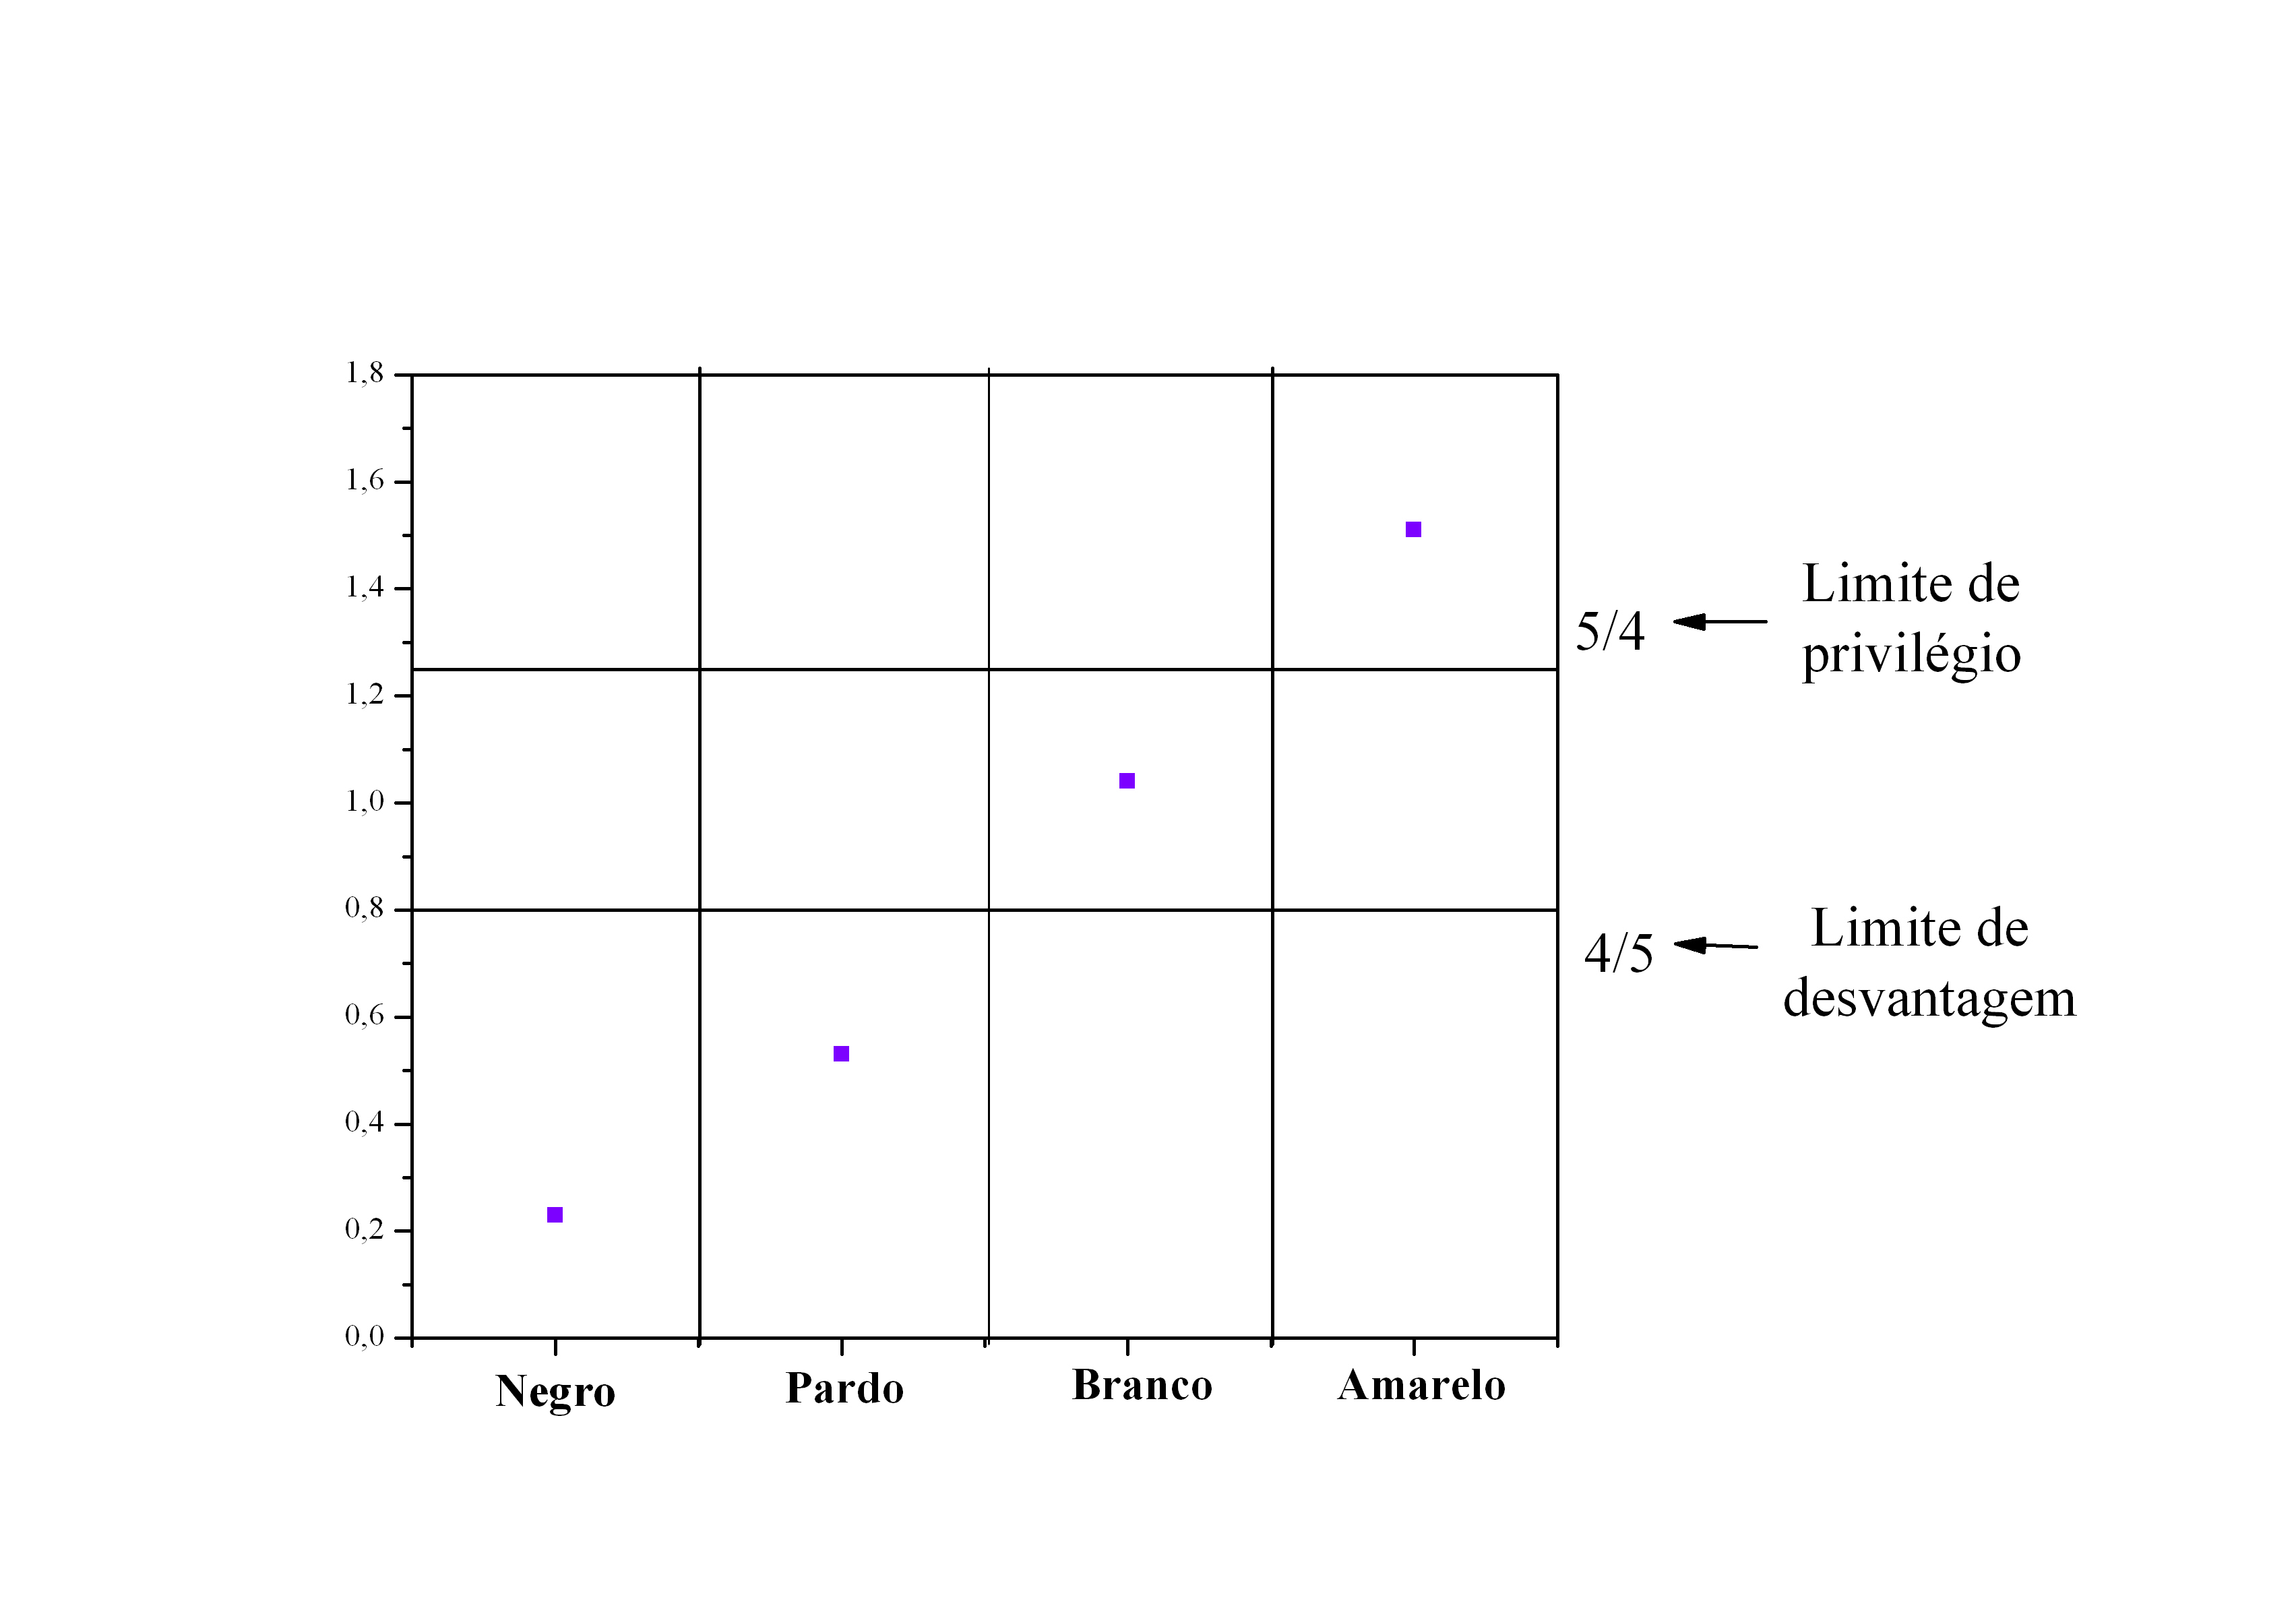 1,8
1,6
1,4
1,2
1,0
0,8
0,6
0,4
0,2
0,0
Negro
Pardo
Branco
Amarelo
5/4
Limite de
privilégio
4/5
Limite de
desvantagem